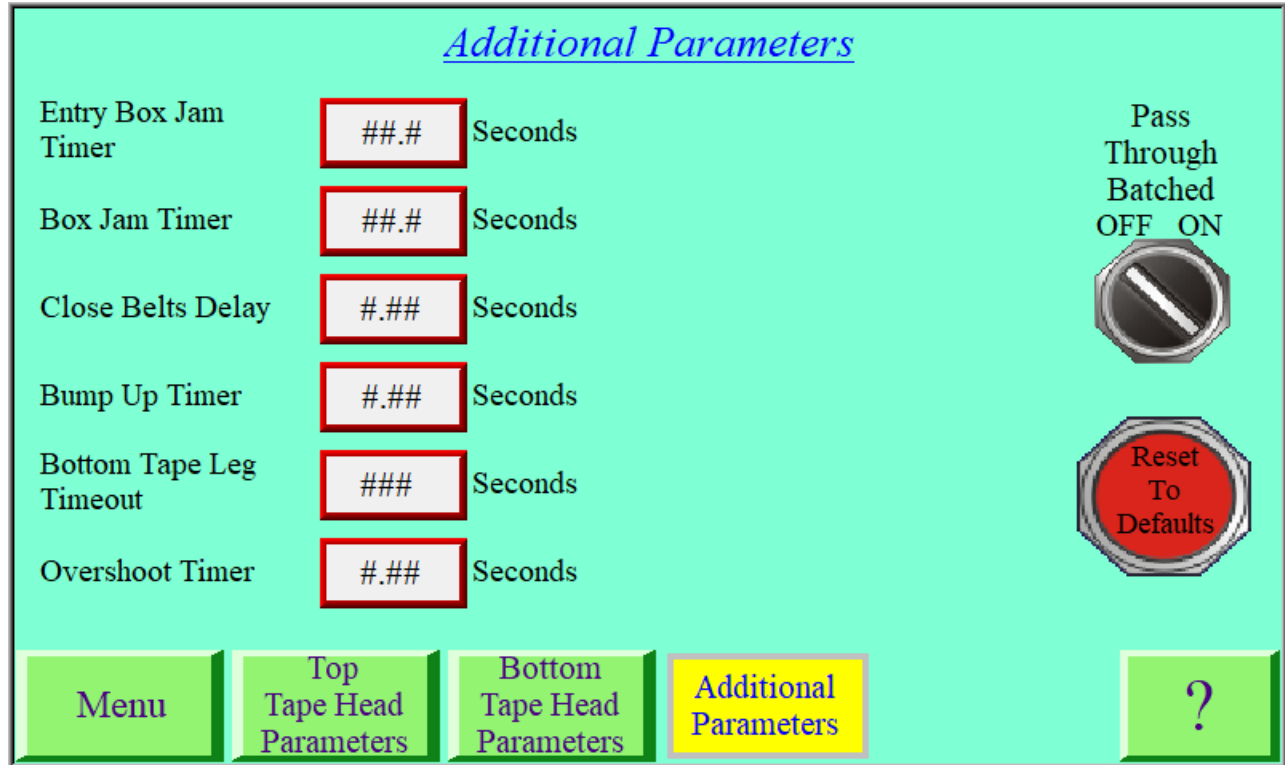 Additional Parameters
Entry Box Jam
Timer
##.# Seconds
Box Jam Timer ##.# Seconds
Close Belts Delay #.## Seconds
Bump Up Timer #.## Seconds
Bottom Tape Leg
Timeout
### Seconds
Overshoot Timer #.## Seconds
Pass
Through
Batched
OFF ON
Reset
To
Defaults
Menu
Top
Tape Head
Parameters
Bottom
Tape Head
Parameters
Additional
Parameters
?